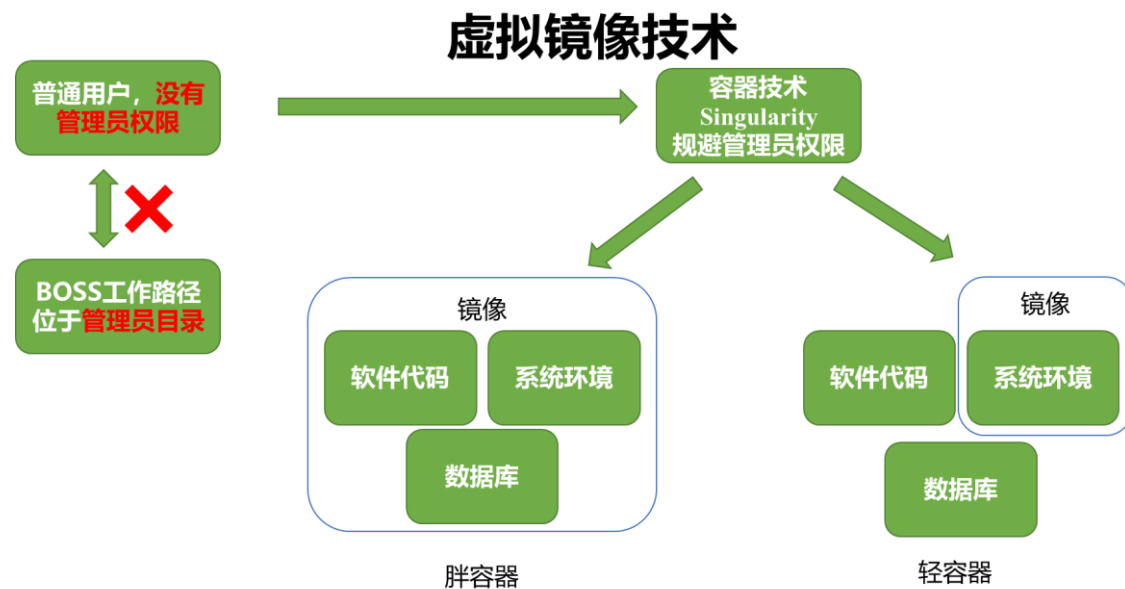 虚拟镜像技术
普通用户，没有
管理员权限
容器技术
Singularity
规避管理员权限
BOSS工作路径
位于管理员目录
镜像
软件代码
系统环境
数据库
胖容器
镜像
软件代码
系统环境
数据库
轻容器